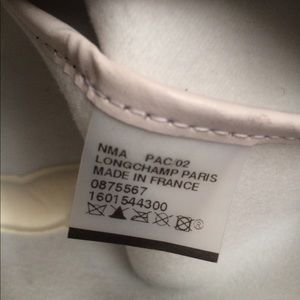 NMA PAC/02
LONGCHAMP PARIS
MADE IN FRANCE
0875567
1601544300